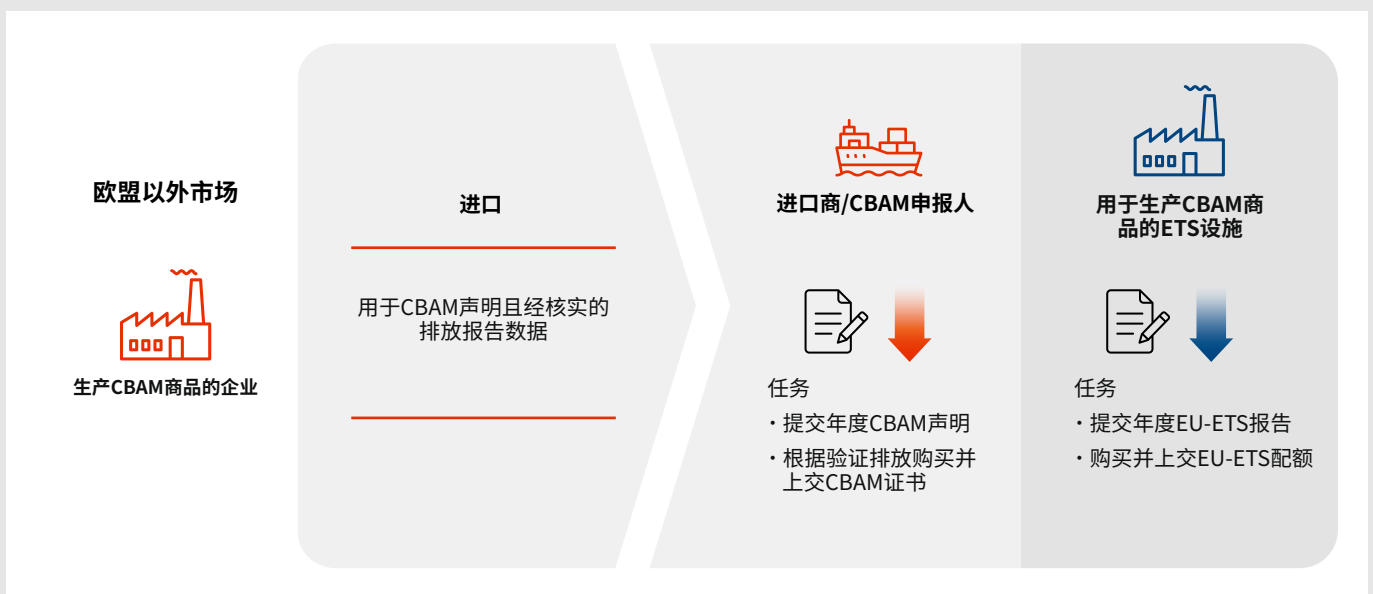 欧盟以外市场
生产CBAM商品的企业
进口
用于CBAM声明且经核实的
排放报告数据
进口商/CBAM申报人
任务
·提交年度CBAM声明
·根据验证排放购买并
上交CBAM证书
用于生产CBAM商
品的ETS设施
任务
·提交年度EU-ETS报告
·购买并上交EU-ETS配额